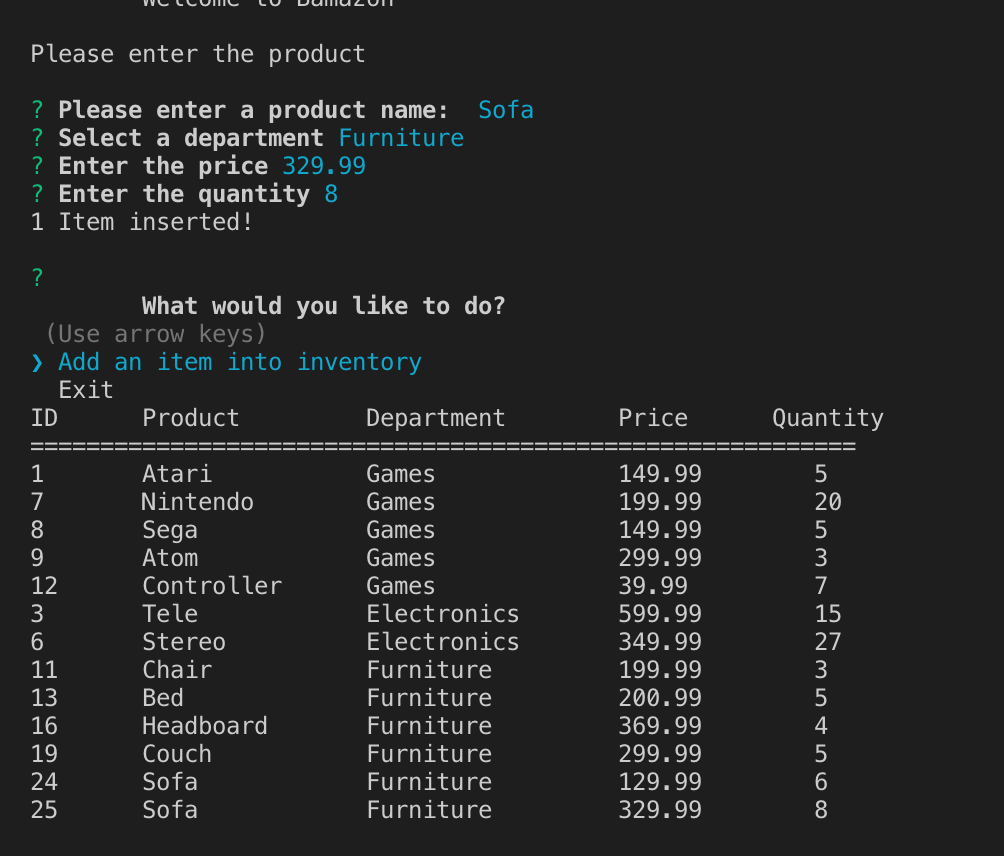 Welcome to Bamazon
Please enter the product
? Please enter a product name:  Sofa
? Select a department Furniture
? Enter the price 329.99
? Enter the quantity 8
1 Item inserted!
?
        What would you like to do?
 (Use arrow keys)
❯ Add an item into inventory
  Exit
ID      Product         Department        Price      Quantity
===========================================================
1       Atari           Games             149.99        5
7       Nintendo        Games             199.99        20
8       Sega            Games             149.99        5
9       Atom            Games             299.99        3
12      Controller      Games             39.99         7
3       Tele            Electronics       599.99        15
6       Stereo          Electronics       349.99        27
11      Chair           Furniture         199.99        3
13      Bed             Furniture         200.99        5
16      Headboard       Furniture         369.99        4
19      Couch           Furniture         299.99        5
24      Sofa            Furniture         129.99        6
25      Sofa            Furniture         329.99        8